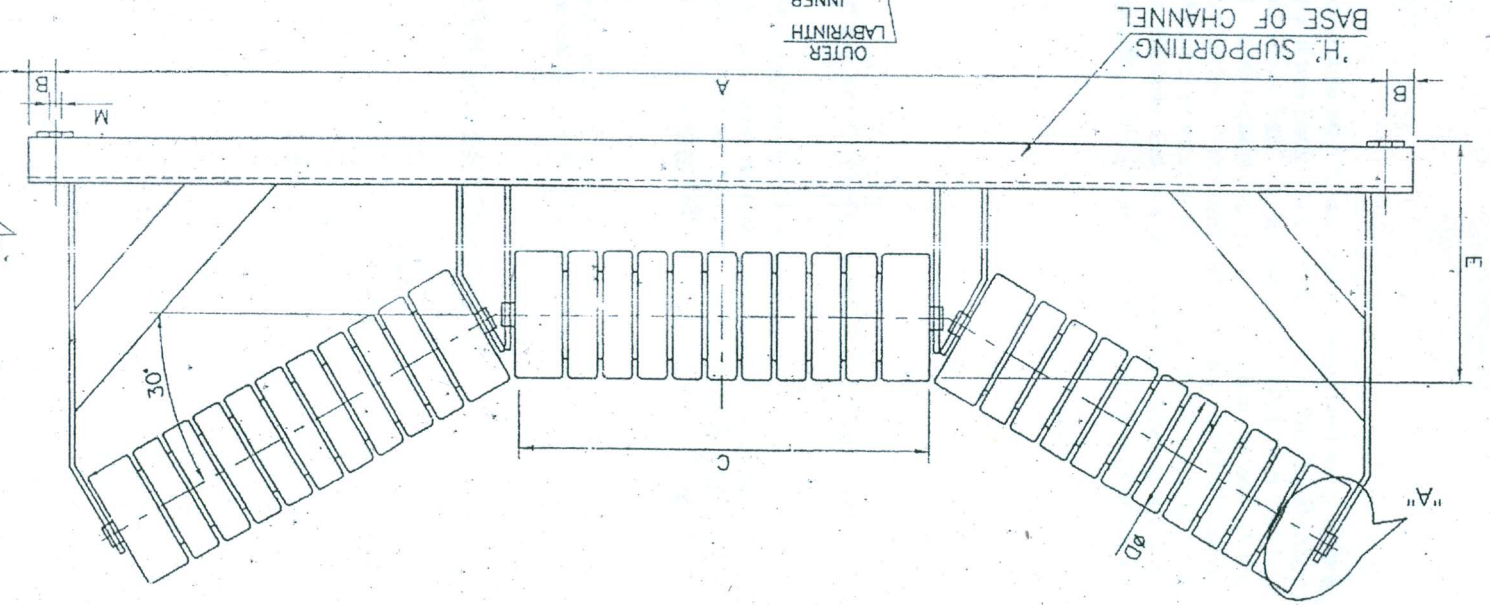 "A"
ØD
C
30°
E
M
B
A
B
'H' SUPPORTING
BASE OF CHANNEL
OUTER
LABYRINTH
INNER